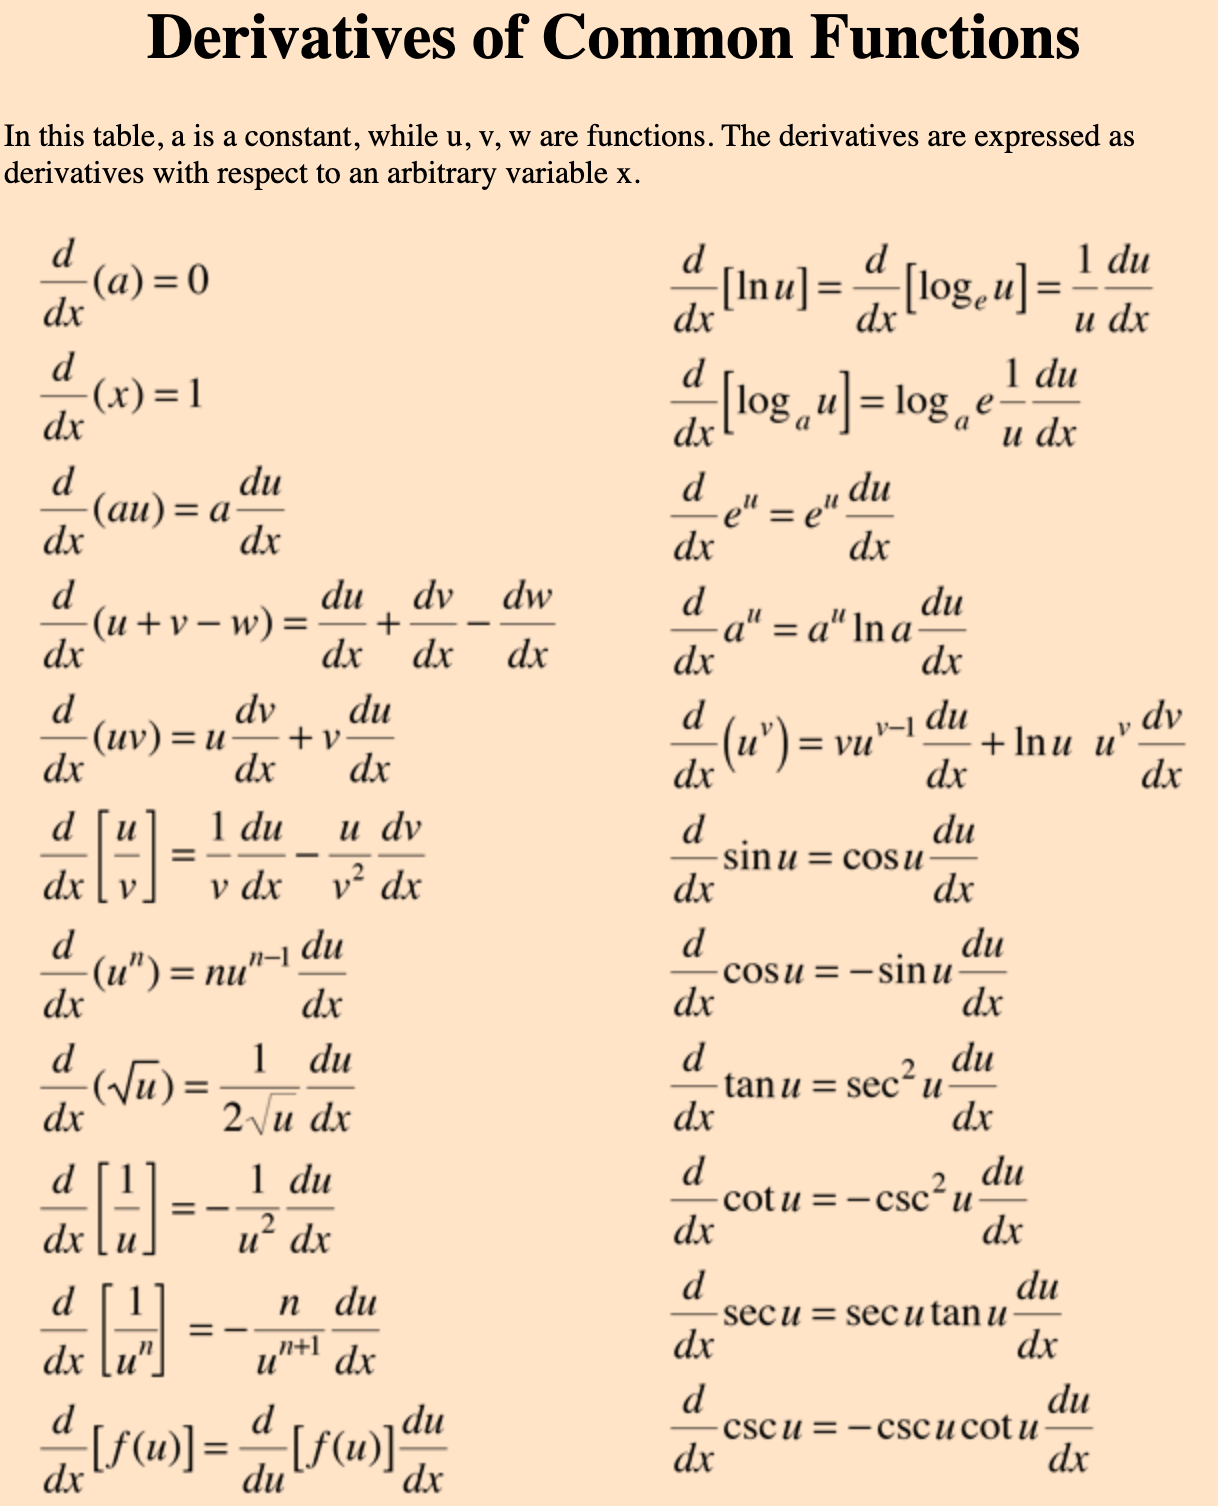 Derivatives of Common Functions
In this table, a is a constant, while u, v, w are functions. The derivatives are expressed as
derivatives with respect to an arbitrary variable x.
d/dx (a) = 0
d/dx (x) = 1
d/dx (au) = a du/dx
d/dx (u + v − w) = du/dx + dv/dx − dw/dx
d/dx (uv) = u dv/dx + v du/dx
d/dx [u/v] = 1/v du/dx − u/v² dv/dx
d/dx (uⁿ) = nuⁿ⁻¹ du/dx
d/dx (√u) = 1/(2√u) du/dx
d/dx [1/u] = − 1/u² du/dx
d/dx [1/uⁿ] = − n/uⁿ⁺¹ du/dx
d/dx [f(u)] = d/du [f(u)] du/dx
d/dx [ln u] = d/dx [logₑ u] = 1/u du/dx
d/dx [logₐ u] = logₐ e 1/u du/dx
d/dx eᵘ = eᵘ du/dx
d/dx aᵘ = aᵘ ln a du/dx
d/dx (uᵛ) = vuᵛ⁻¹ du/dx + ln u uᵛ dv/dx
d/dx sin u = cos u du/dx
d/dx cos u = − sin u du/dx
d/dx tan u = sec² u du/dx
d/dx cot u = − csc² u du/dx
d/dx sec u = sec u tan u du/dx
d/dx csc u = − csc u cot u du/dx